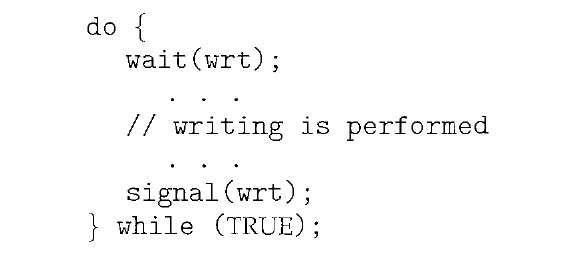 do {
wait(wrt);
. . .
// writing is performed
. . .
signal(wrt);
} while (TRUE);